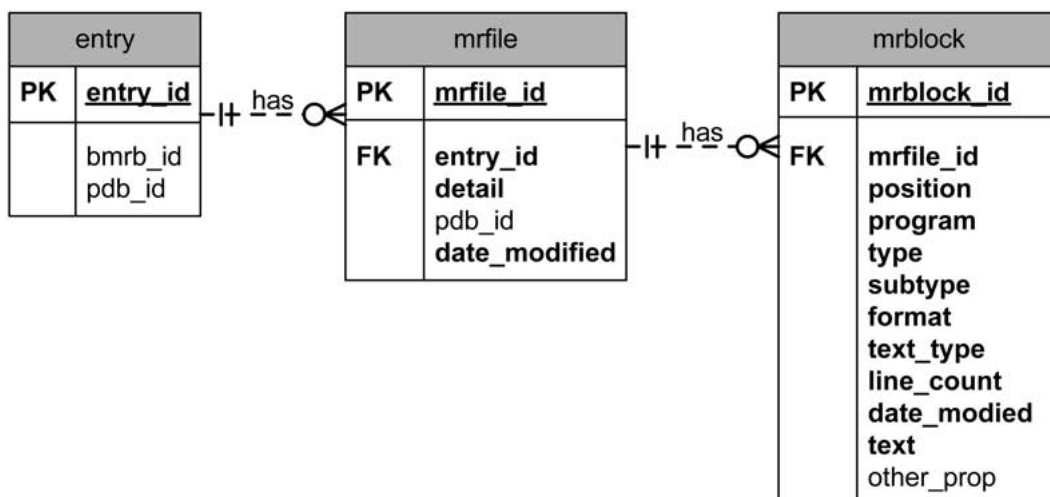 entry
PK entry_id
bmrb_id
pdb_id
has
mrfile
PK mrfile_id
FK entry_id
detail
pdb_id
date_modified
has
mrblock
PK mrblock_id
FK mrfile_id
position
program
type
subtype
format
text_type
line_count
date_modied
text
other_prop